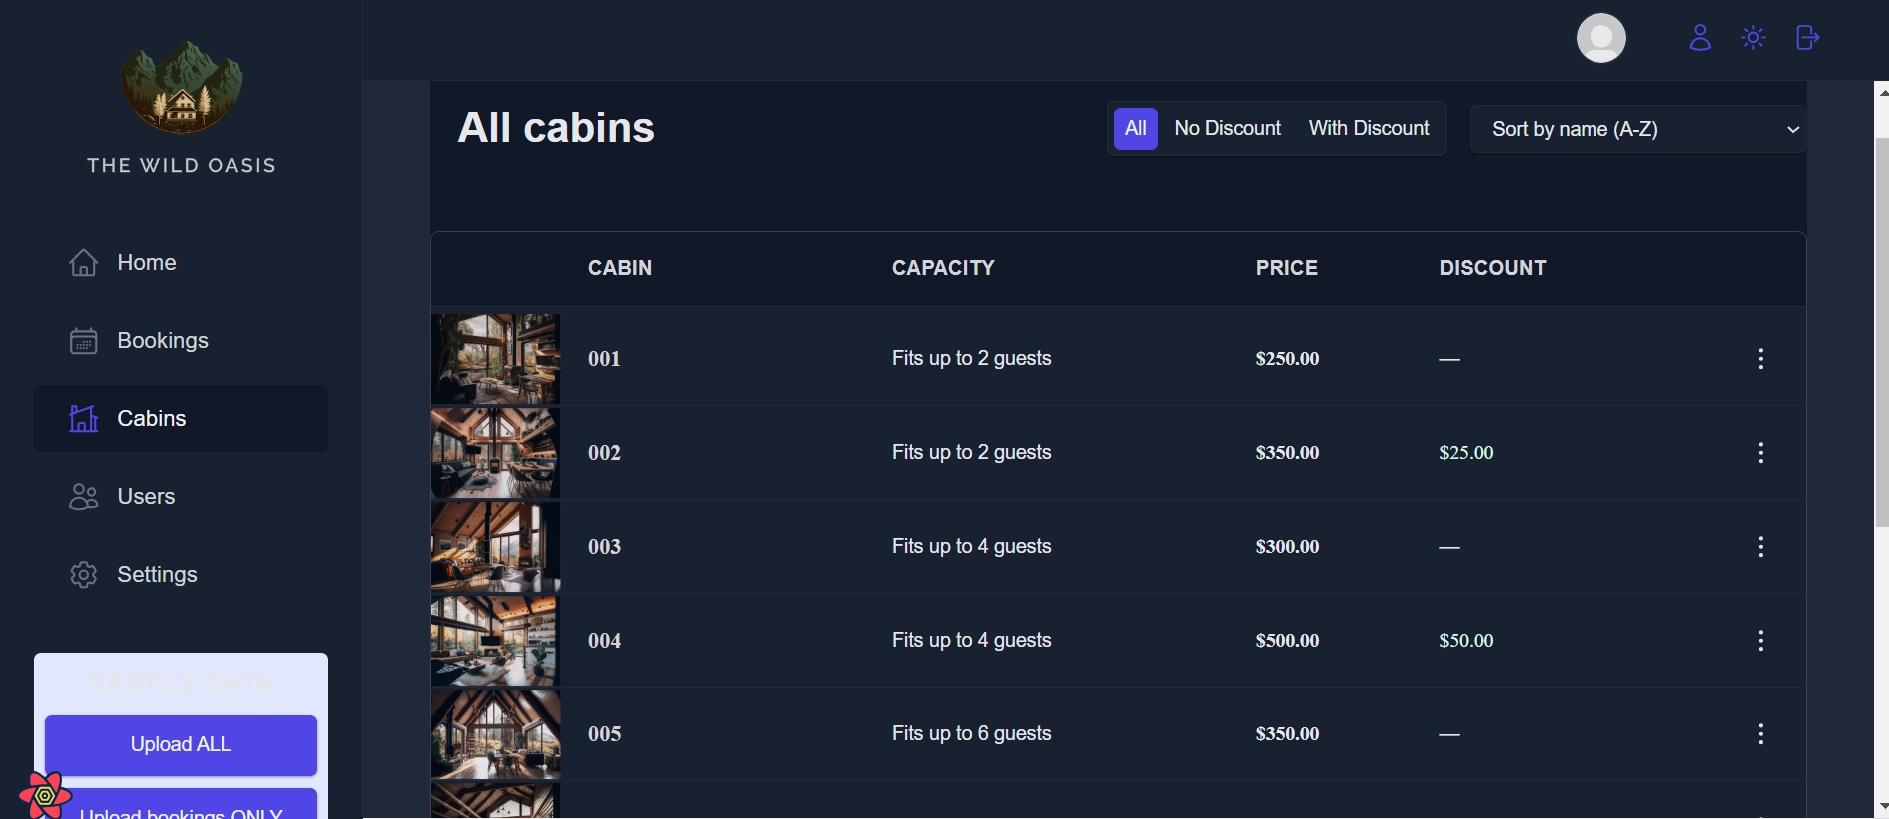 THE WILD OASIS
Home
Bookings
Cabins
Users
Settings
SAMPLE DATA
Upload ALL
Upload bookings ONLY
All cabins
All No Discount With Discount
Sort by name (A-Z)
CABIN CAPACITY PRICE DISCOUNT
001 Fits up to 2 guests $250.00 —
002 Fits up to 2 guests $350.00 $25.00
003 Fits up to 4 guests $300.00 —
004 Fits up to 4 guests $500.00 $50.00
005 Fits up to 6 guests $350.00 —